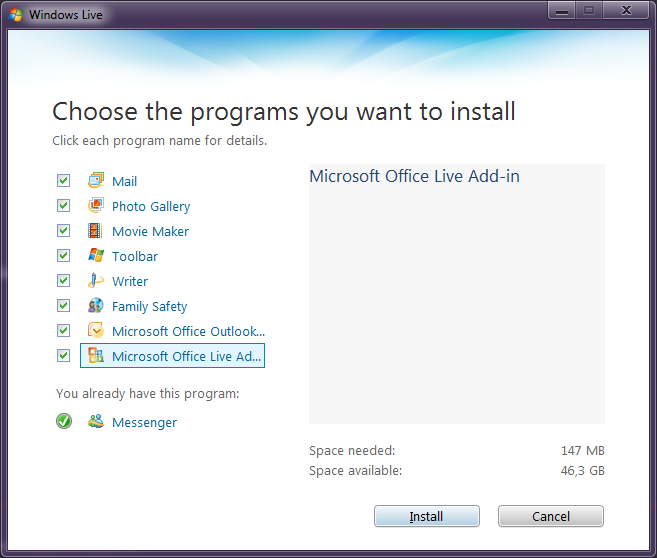 Windows Live
Choose the programs you want to install
Click each program name for details.
Mail
Photo Gallery
Movie Maker
Toolbar
Writer
Family Safety
Microsoft Office Outlook...
Microsoft Office Live Ad...
You already have this program:
Messenger
Microsoft Office Live Add-in
Space needed: 147 MB
Space available: 46,3 GB
Install Cancel